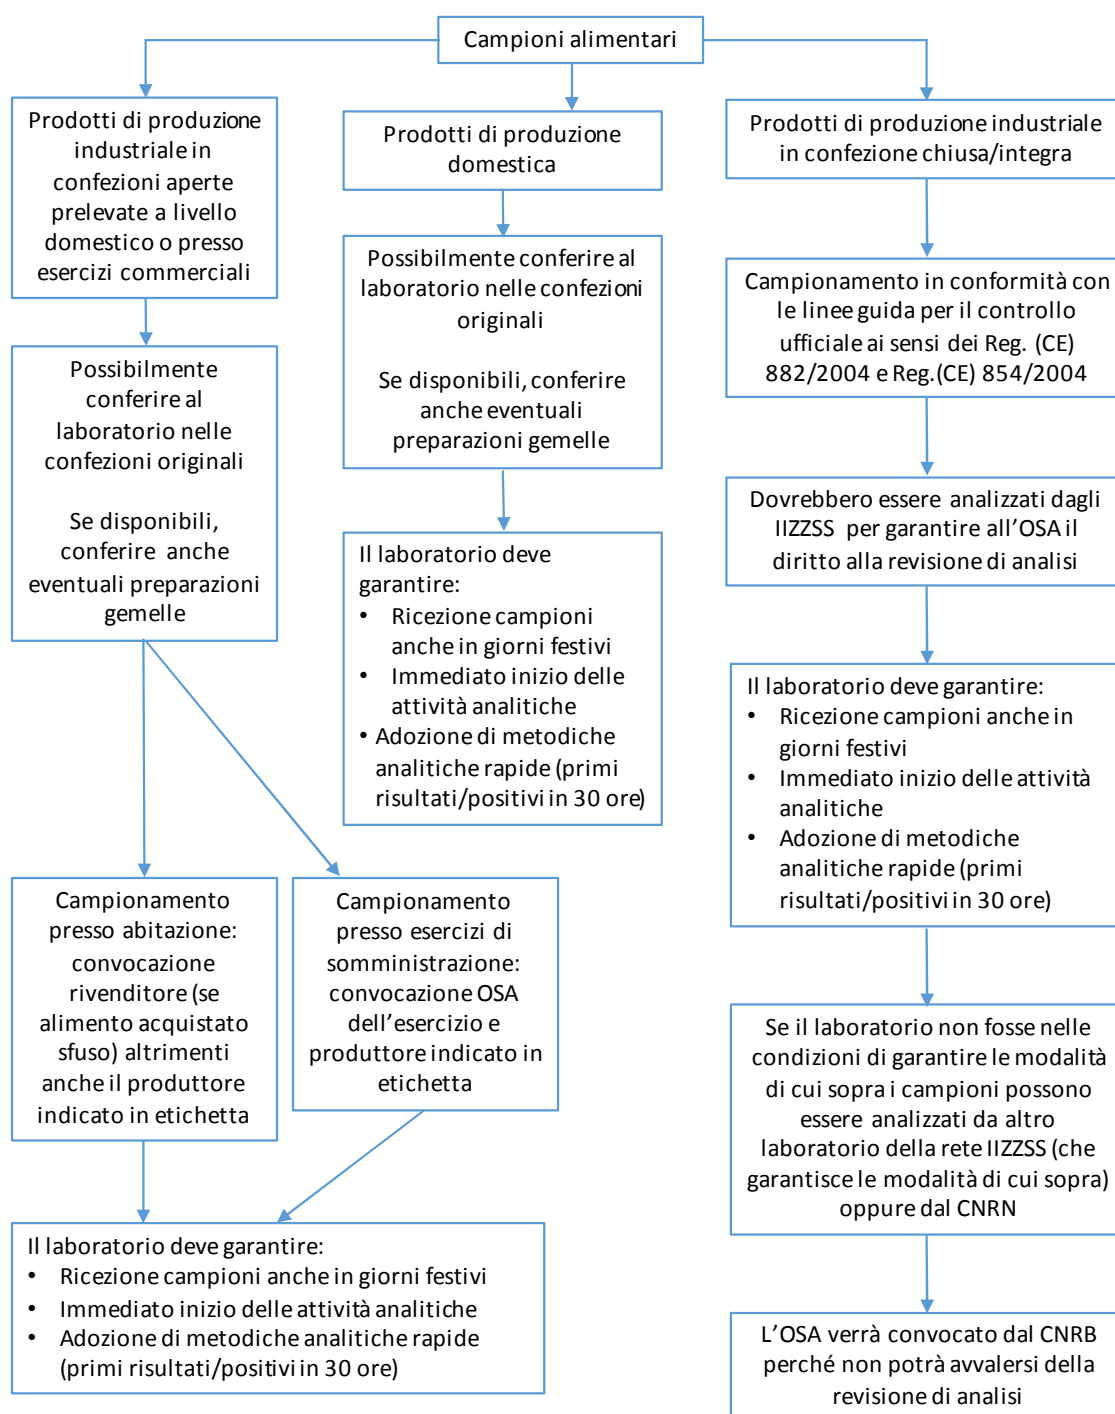 Campioni alimentari
Prodotti di produzione
industriale in
confezioni aperte
prelevate a livello
domestico o presso
esercizi commerciali
Possibilmente
conferire al
laboratorio nelle
confezioni originali
Se disponibili,
conferire anche
eventuali preparazioni
gemelle
Campionamento
presso abitazione:
convocazione
rivenditore (se
alimento acquistato
sfuso) altrimenti
anche il produttore
indicato in etichetta
Campionamento
presso esercizi di
somministrazione:
convocazione OSA
dell’esercizio e
produttore indicato in
etichetta
Il laboratorio deve garantire:
• Ricezione campioni anche in giorni festivi
• Immediato inizio delle attività analitiche
• Adozione di metodiche analitiche rapide
(primi risultati/positivi in 30 ore)
Prodotti di produzione
domestica
Possibilmente conferire al
laboratorio nelle confezioni
originali
Se disponibili, conferire
anche eventuali
preparazioni gemelle
Il laboratorio deve
garantire:
• Ricezione campioni
anche in giorni festivi
• Immediato inizio delle
attività analitiche
• Adozione di metodiche
analitiche rapide (primi
risultati/positivi in 30 ore)
Prodotti di produzione industriale
in confezione chiusa/integra
Campionamento in conformità con
le linee guida per il controllo
ufficiale ai sensi dei Reg. (CE)
882/2004 e Reg.(CE) 854/2004
Dovrebbero essere analizzati dagli
IIZZSS per garantire all’OSA il
diritto alla revisione di analisi
Il laboratorio deve garantire:
• Ricezione campioni anche in
giorni festivi
• Immediato inizio delle attività
analitiche
• Adozione di metodiche
analitiche rapide (primi
risultati/positivi in 30 ore)
Se il laboratorio non fosse nelle
condizioni di garantire le modalità
di cui sopra i campioni possono
essere analizzati da altro
laboratorio della rete IIZZSS (che
garantisce le modalità di cui sopra)
oppure dal CNRN
L’OSA verrà convocato dal CNRB
perché non potrà avvalersi della
revisione di analisi